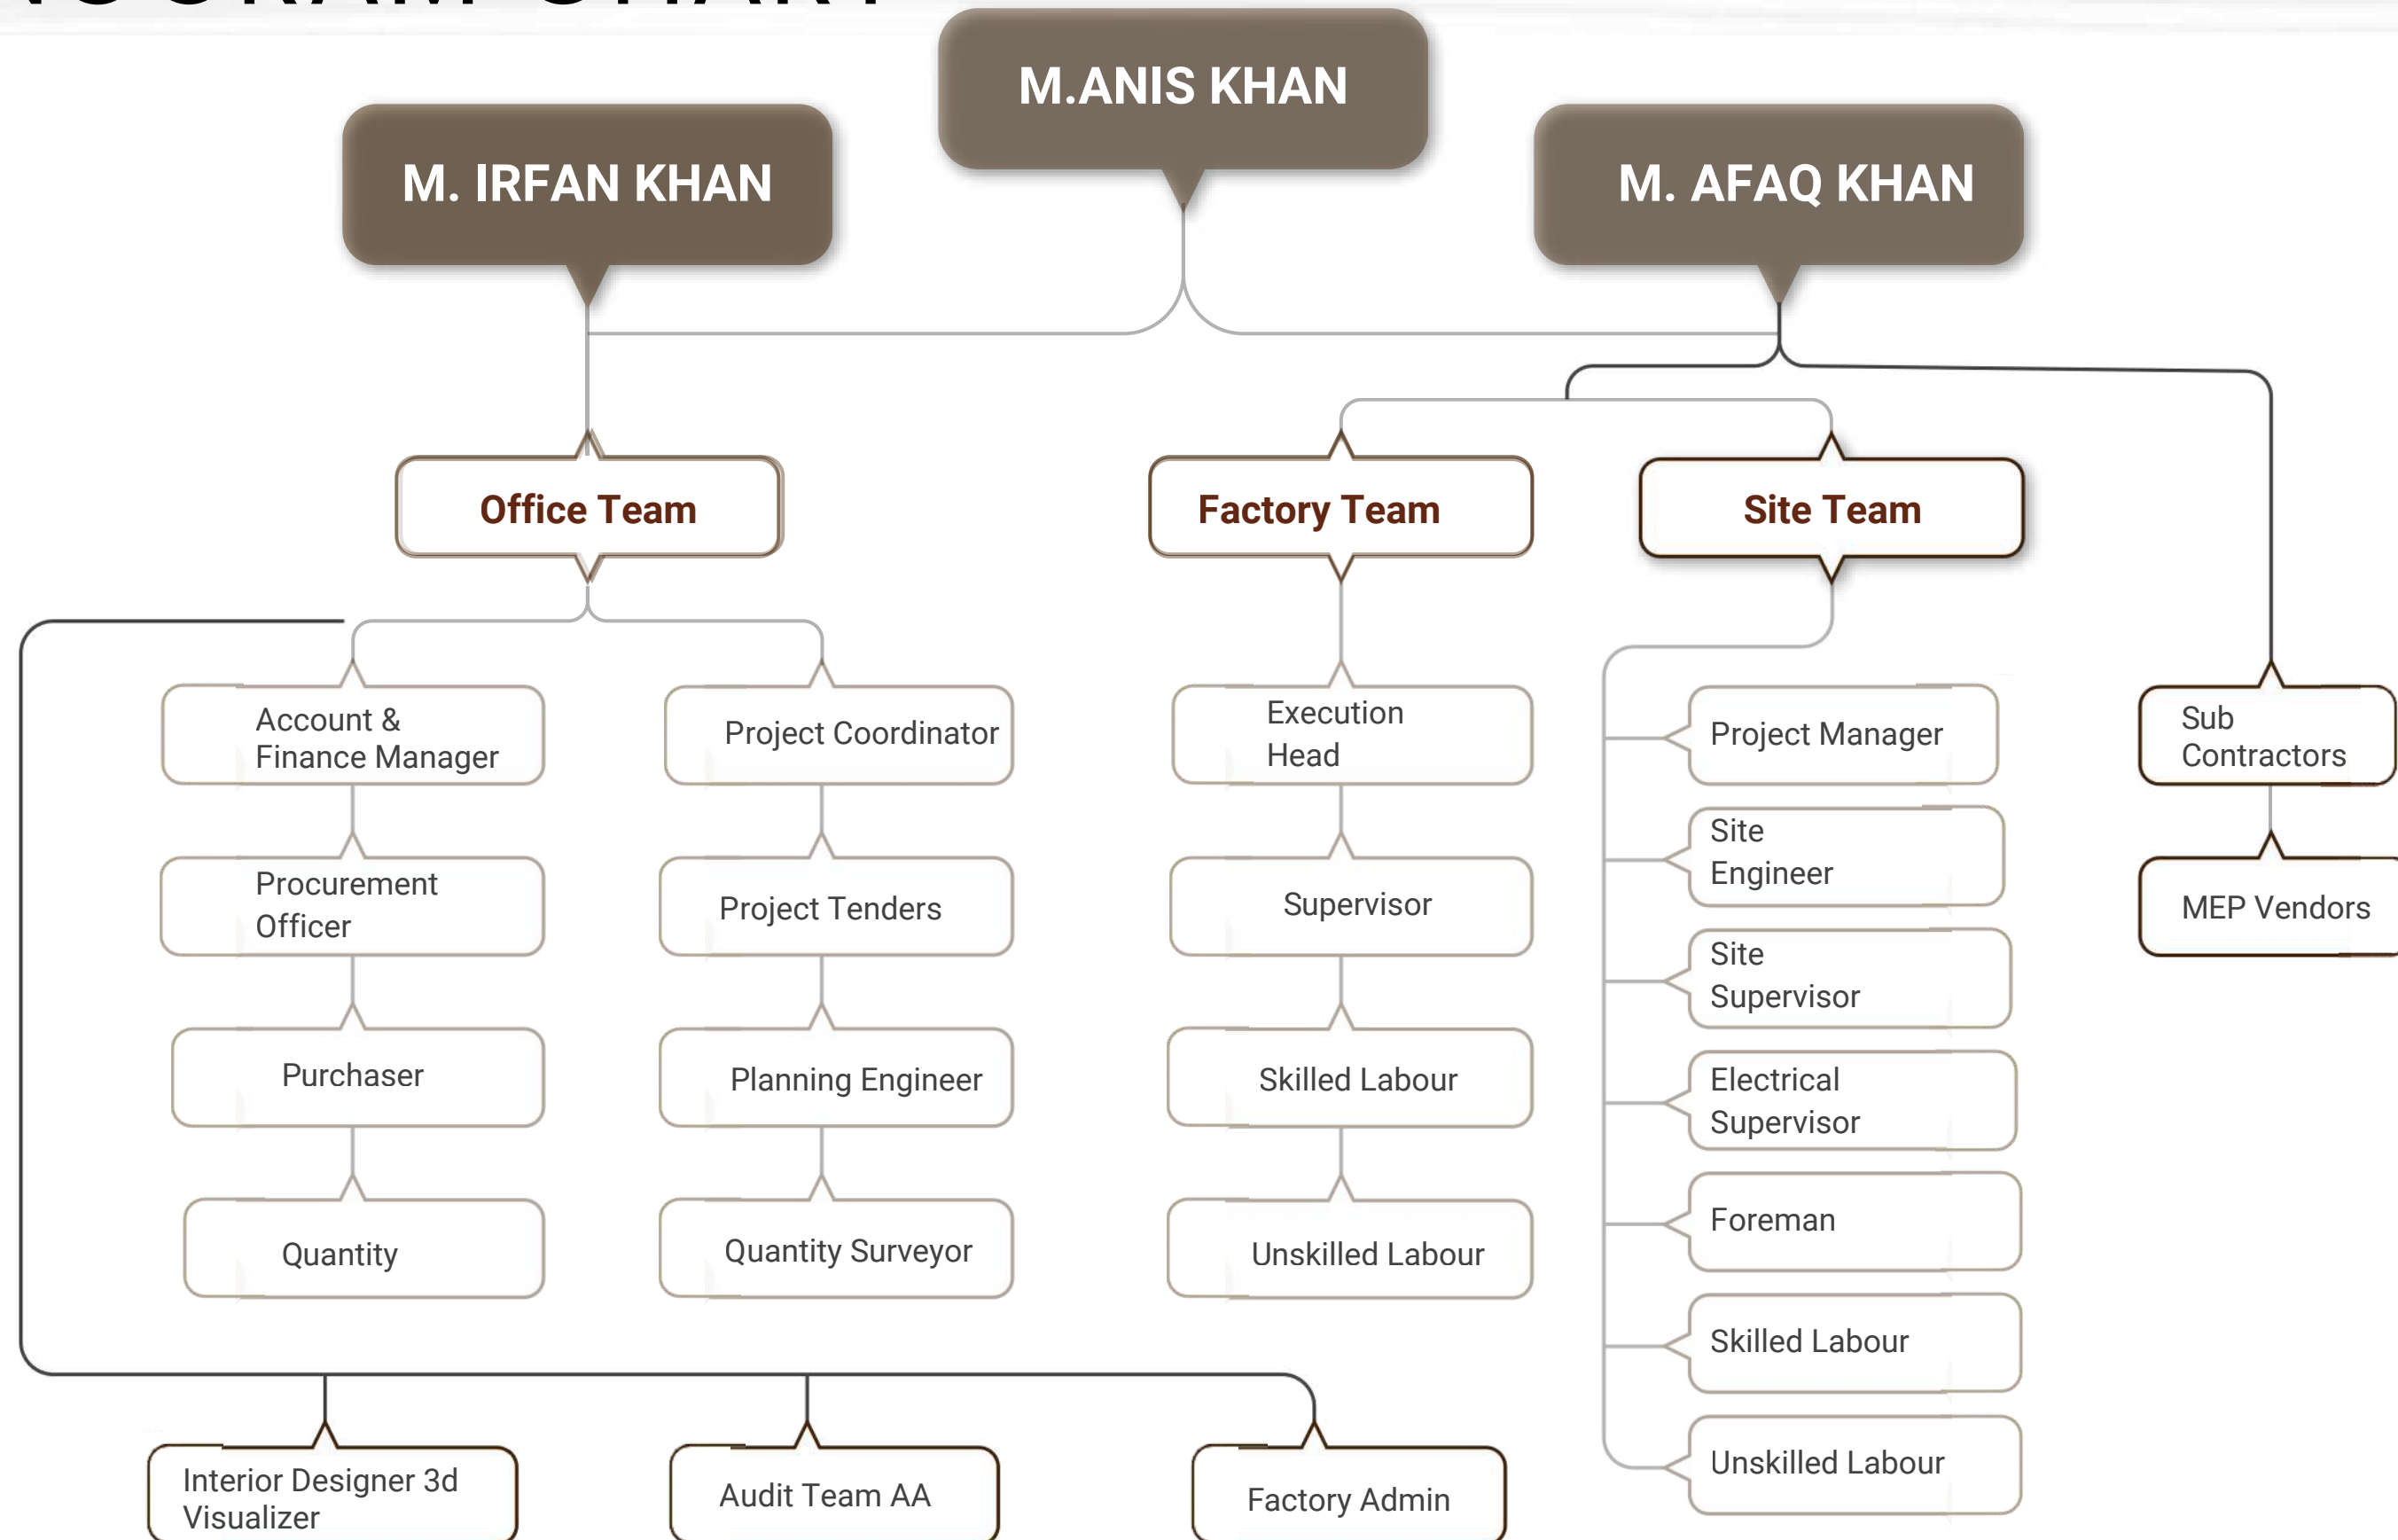 M.ANIS KHAN
M. IRFAN KHAN
M. AFAQ KHAN
Office Team
Factory Team
Site Team
Account &
Finance Manager
Project Coordinator
Execution
Head
Project Manager
Sub
Contractors
Site
Engineer
Procurement
Officer
Project Tenders
Supervisor
MEP Vendors
Site
Supervisor
Purchaser
Planning Engineer
Skilled Labour
Electrical
Supervisor
Quantity
Quantity Surveyor
Unskilled Labour
Foreman
Skilled Labour
Unskilled Labour
Interior Designer 3d
Visualizer
Audit Team AA
Factory Admin